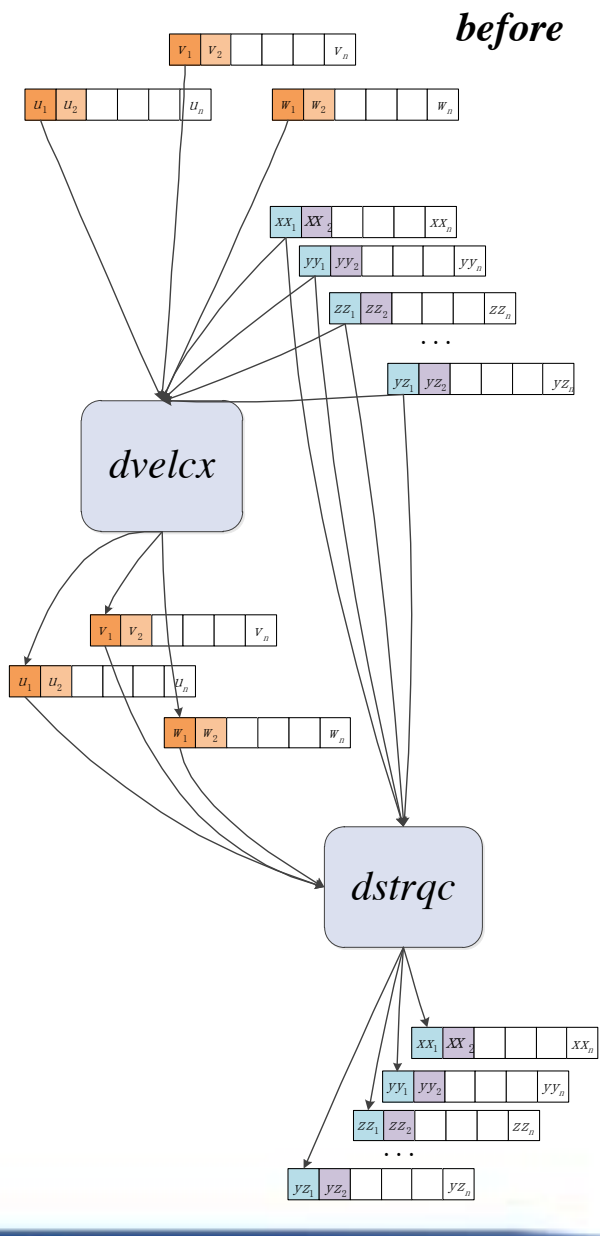 before
v₁ v₂ vₙ
u₁ u₂ uₙ
w₁ w₂ wₙ
xx₁ XX₂ xxₙ
yy₁ yy₂ yyₙ
zz₁ zz₂ zzₙ
...
yz₁ yz₂ yzₙ
dvelcx
v₁ v₂ vₙ
u₁ u₂ uₙ
w₁ w₂ wₙ
dstrqc
xx₁ XX₂ xxₙ
yy₁ yy₂ yyₙ
zz₁ zz₂ zzₙ
...
yz₁ yz₂ yzₙ